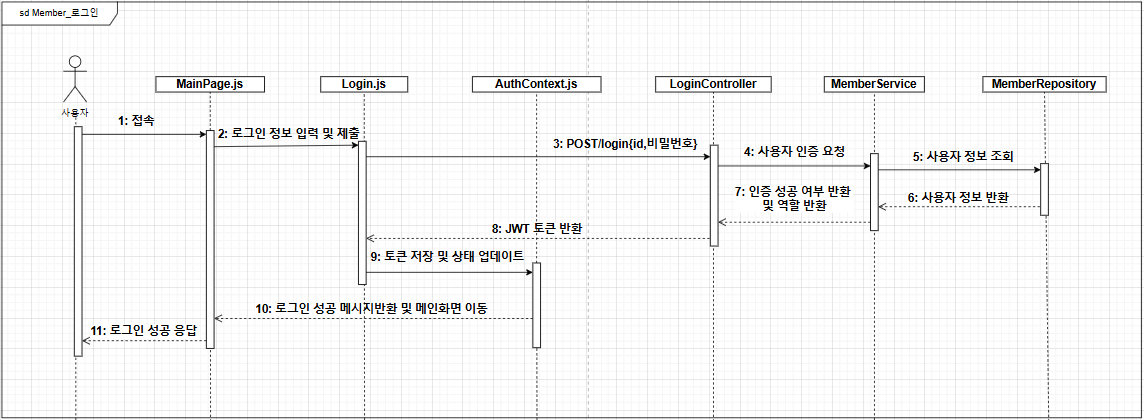 sd Member_로그인
사용자
MainPage.js
Login.js
AuthContext.js
LoginController
MemberService
MemberRepository
1: 접속
2: 로그인 정보 입력 및 제출
3: POST/login{id,비밀번호}
4: 사용자 인증 요청
5: 사용자 정보 조회
6: 사용자 정보 반환
7: 인증 성공 여부 반환
및 역할 반환
8: JWT 토큰 반환
9: 토큰 저장 및 상태 업데이트
10: 로그인 성공 메시지반환 및 메인화면 이동
11: 로그인 성공 응답